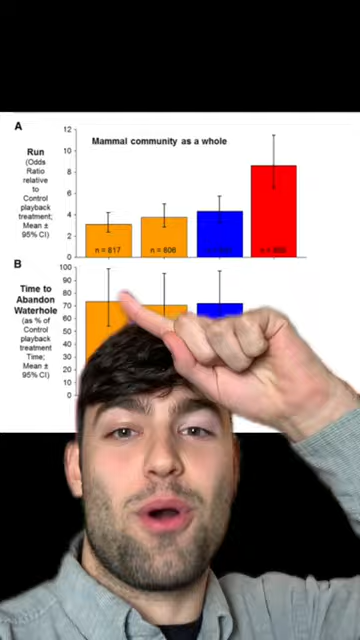 A
Mammal community as a whole
Run
(Odds
Ratio
relative
to
Control
playback
treatment;
Mean ±
95% CI)
12
10
8
6
4
2
0
n = 817
n = 606
B
Time to
Abandon
Waterhole
(as % of
Control
playback
treatment
Time;
Mean ±
95% CI)
100
90
80
70
60
50
40
30
20
10
0